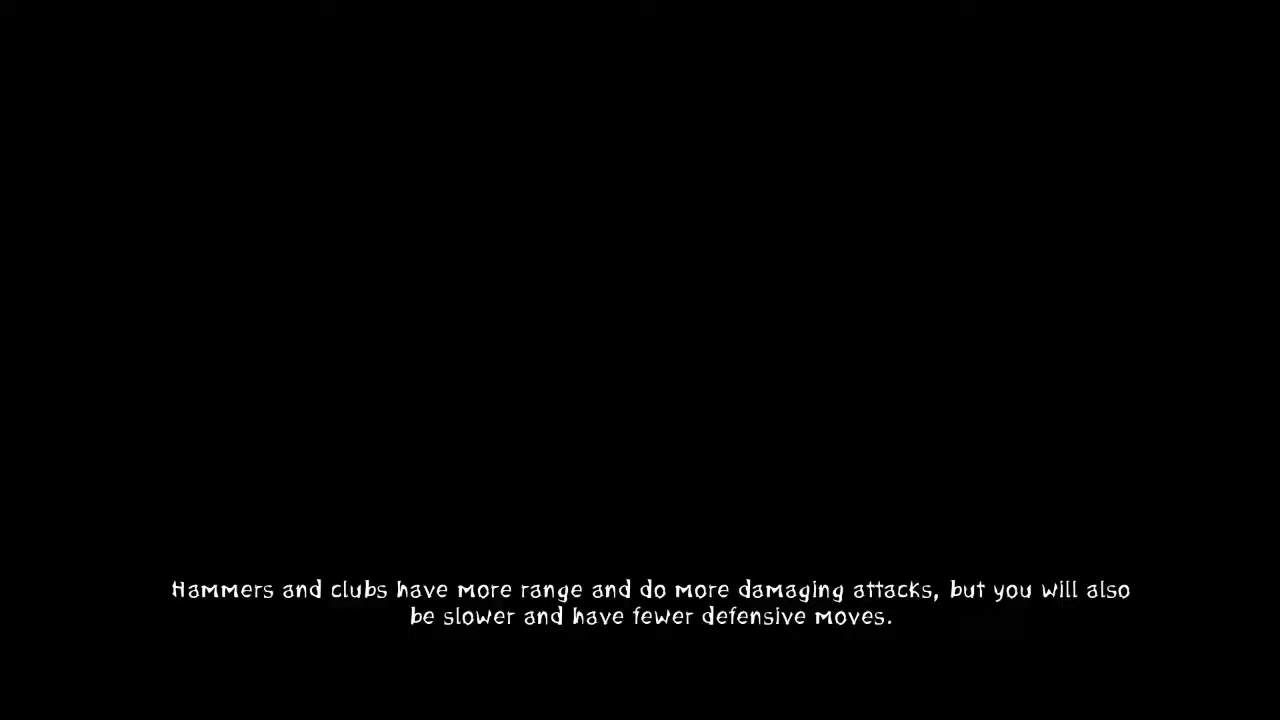 Hammers and clubs have more range and do more damaging attacks, but you will also
be slower and have fewer defensive moves.